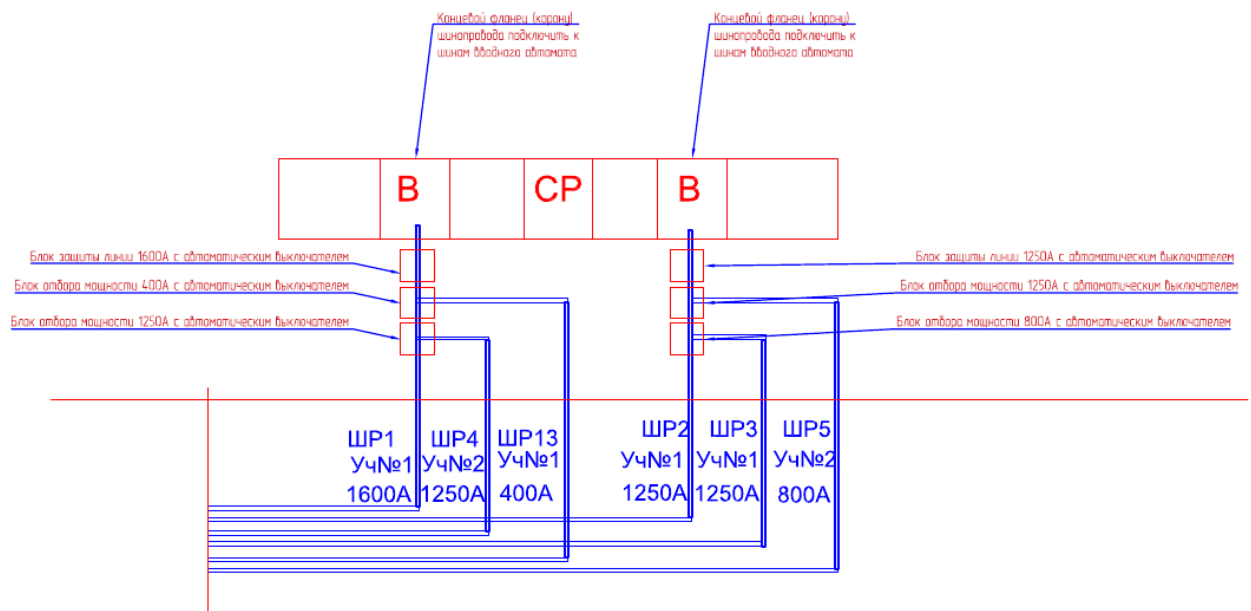 Концевой фланец (корону)
шинопровода подключить к
шинам вводного автомата
Концевой фланец (корону)
шинопровода подключить к
шинам вводного автомата
В
СР
В
Блок защиты линии 1600А с автоматическим выключателем
Блок отбора мощности 400А с автоматическим выключателем
Блок отбора мощности 1250А с автоматическим выключателем
Блок защиты линии 1250А с автоматическим выключателем
Блок отбора мощности 1250А с автоматическим выключателем
Блок отбора мощности 800А с автоматическим выключателем
ШР1
Уч№1
1600А
ШР4
Уч№2
1250А
ШР13
Уч№1
400А
ШР2
Уч№1
1250А
ШР3
Уч№1
1250А
ШР5
Уч№2
800А